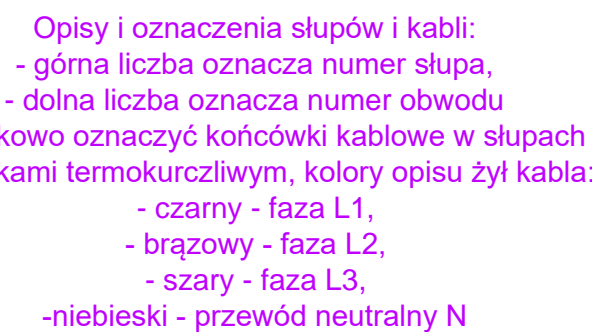 Opisy i oznaczenia słupów i kabli:
- górna liczba oznacza numer słupa,
- dolna liczba oznacza numer obwodu
kowo oznaczyć końcówki kablowe w słupach
kami termokurczliwym, kolory opisu żył kabla:
- czarny - faza L1,
- brązowy - faza L2,
- szary - faza L3,
-niebieski - przewód neutralny N